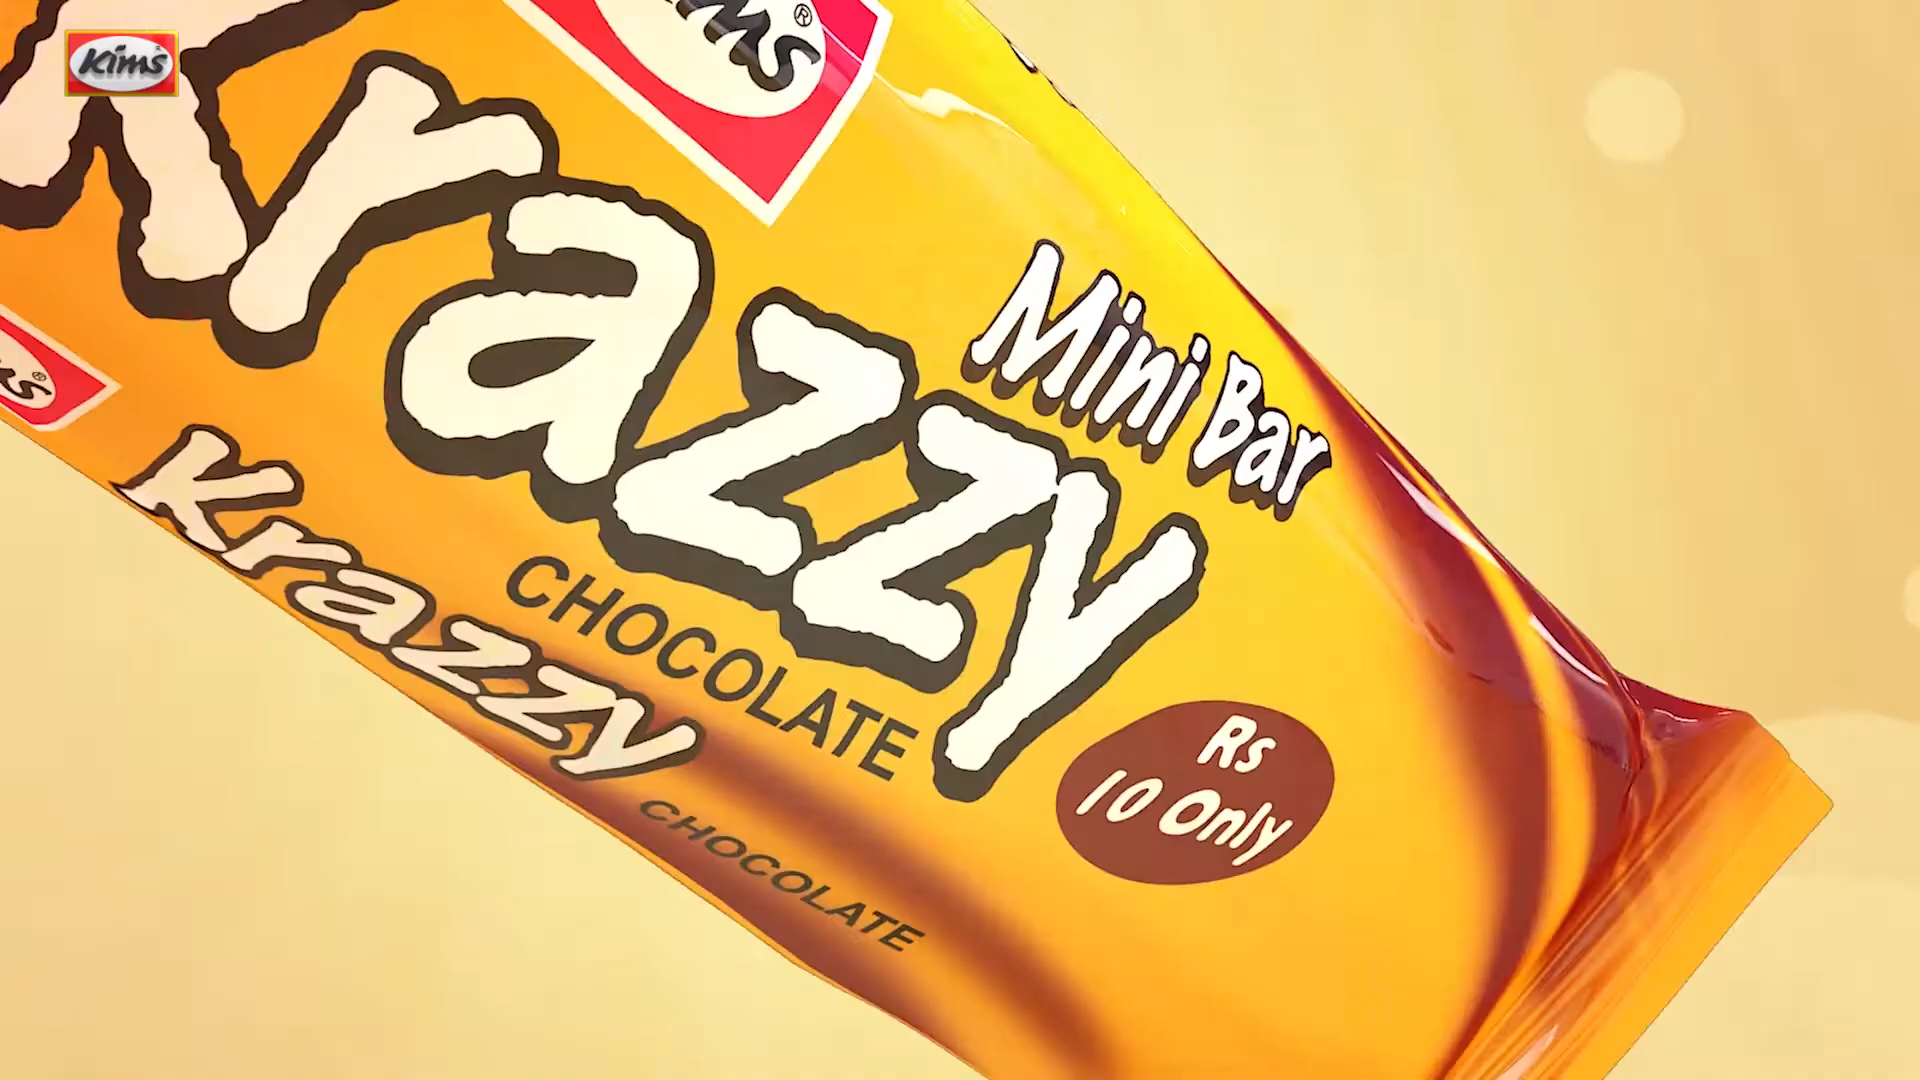 Kims
Krazzy
Mini Bar
CHOCOLATE
Rs
10 Only
Krazzy
CHOCOLATE